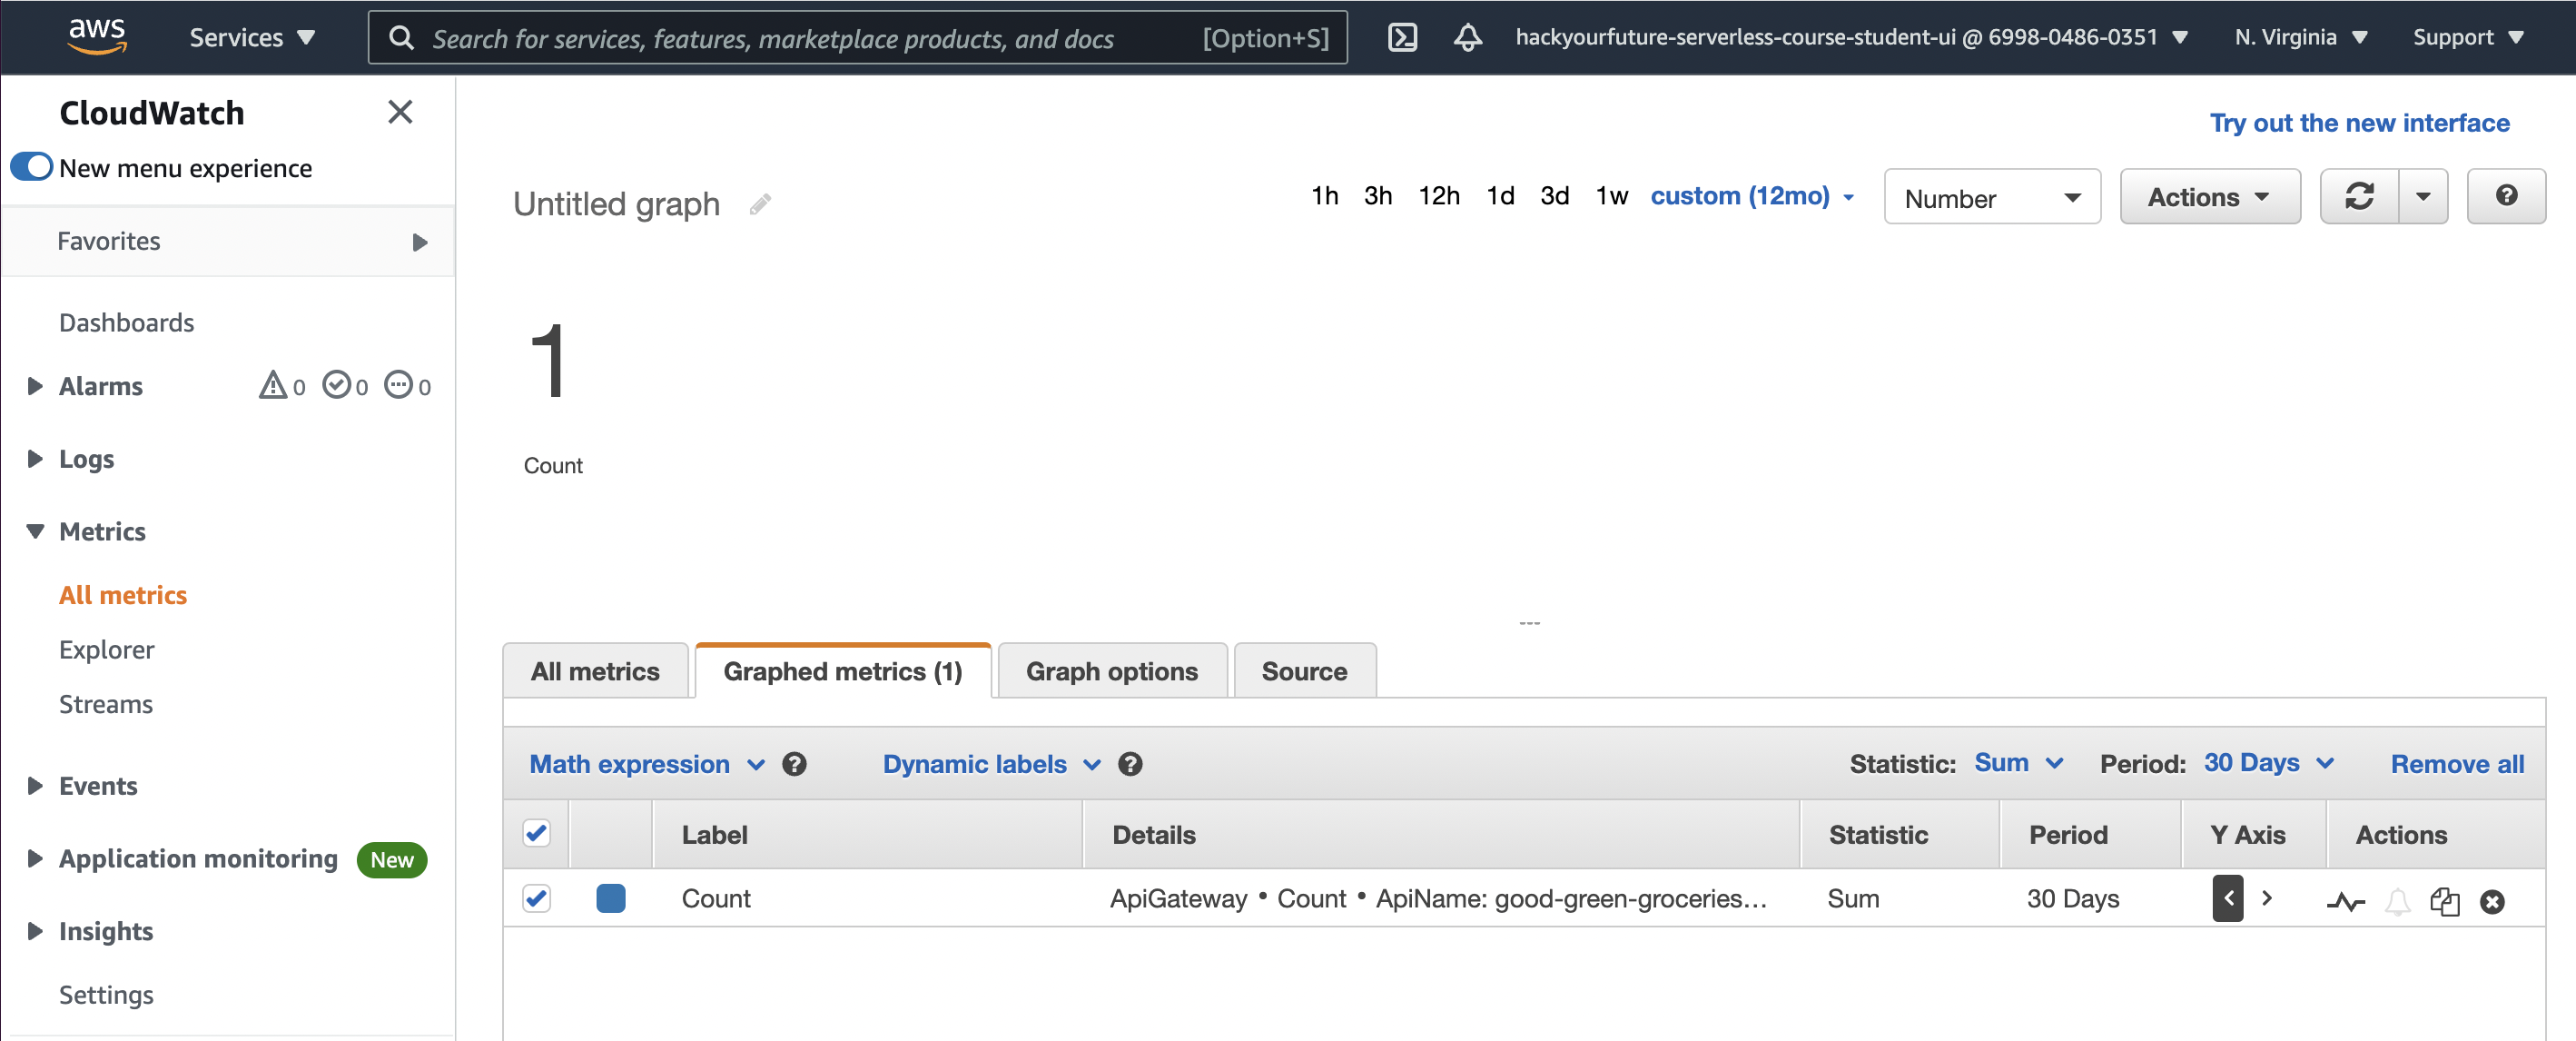 aws
Services
Search for services, features, marketplace products, and docs
[Option+S]
hackyourfuture-serverless-course-student-ui @ 6998-0486-0351
N. Virginia
Support
CloudWatch
New menu experience
Favorites
Dashboards
Alarms 0 0 0
Logs
Metrics
All metrics
Explorer
Streams
Events
Application monitoring New
Insights
Settings
Try out the new interface
Untitled graph
1h 3h 12h 1d 3d 1w custom (12mo)
Number
Actions
1
Count
All metrics
Graphed metrics (1)
Graph options
Source
Math expression
Dynamic labels
Statistic: Sum
Period: 30 Days
Remove all
Label Details Statistic Period Y Axis Actions
Count ApiGateway • Count • ApiName: good-green-groceries... Sum 30 Days